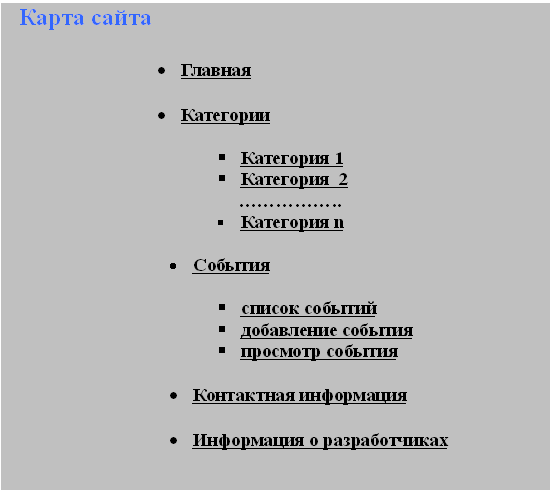 Карта сайта
Главная
Категории
Категория 1
Категория 2
.................
Категория n
События
список событий
добавление события
просмотр события
Контактная информация
Информация о разработчиках